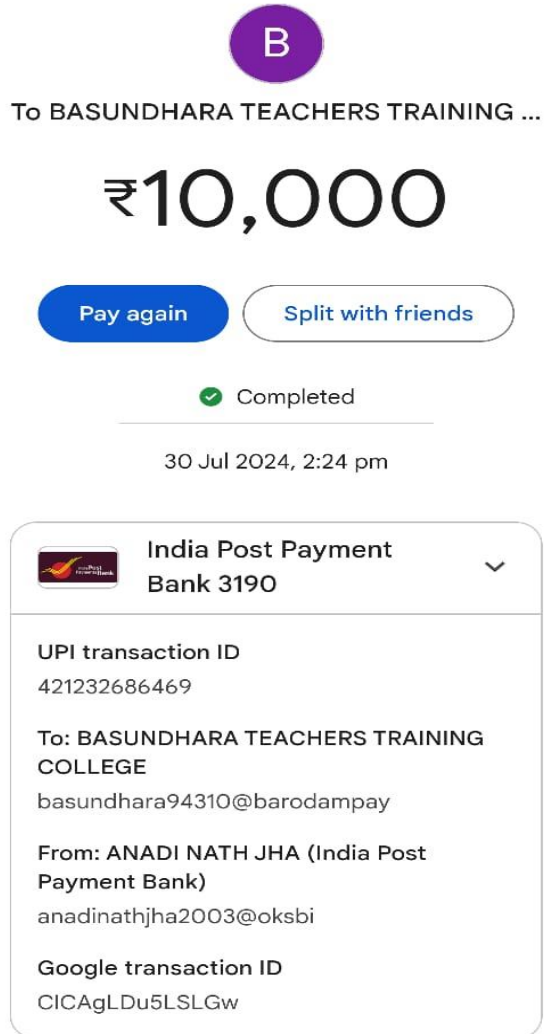 B
To BASUNDHARA TEACHERS TRAINING ...
₹10,000
Pay again
Split with friends
Completed
30 Jul 2024, 2:24 pm
India Post Payment
Bank 3190
UPI transaction ID
421232686469
To: BASUNDHARA TEACHERS TRAINING
COLLEGE
basundhara94310@barodampay
From: ANADI NATH JHA (India Post
Payment Bank)
anadinathjha2003@oksbi
Google transaction ID
CICAgLDu5LSLGw